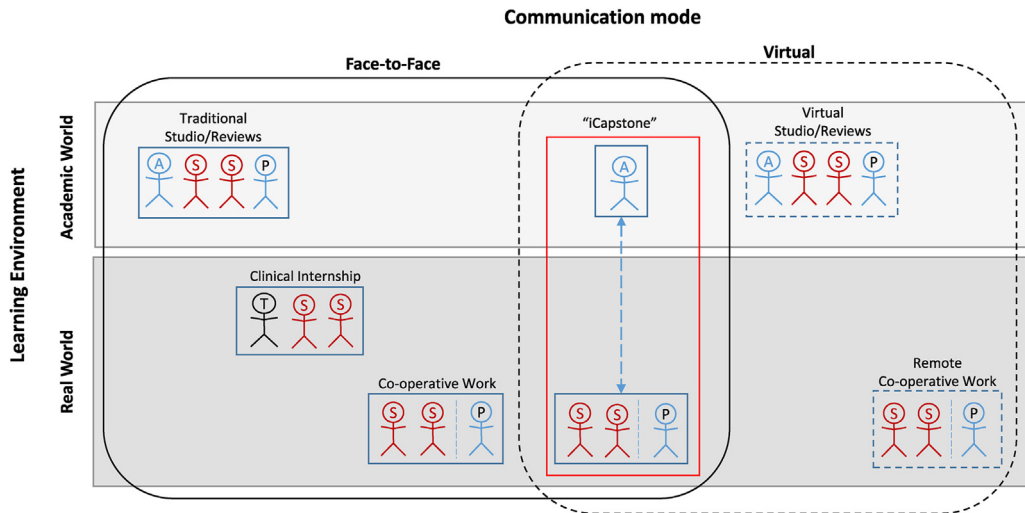 Communication mode
Face-to-Face
Virtual
Learning Environment
Academic World
Traditional
Studio/Reviews
A S S P
“iCapstone”
A
Virtual
Studio/Reviews
A S S P
Real World
Clinical Internship
T S S
Co-operative Work
S S P
S S P
Remote
Co-operative Work
S S P